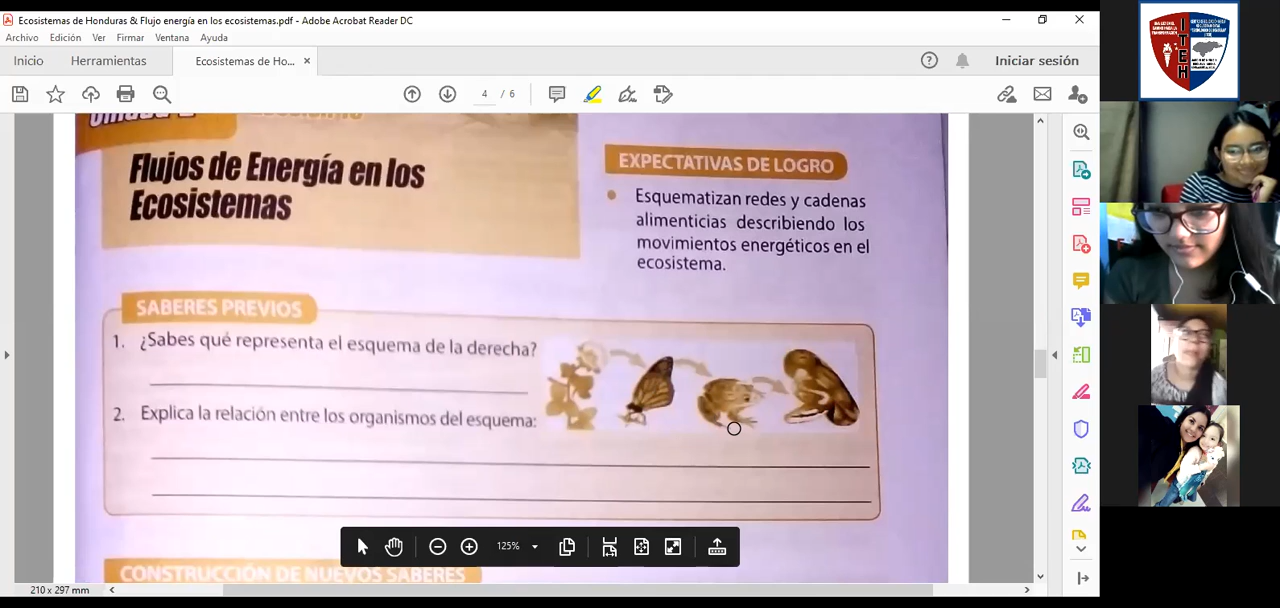 Ecosistemas de Honduras & Flujo energía en los ecosistemas.pdf - Adobe Acrobat Reader DC
Archivo Edición Ver Firmar Ventana Ayuda
Inicio Herramientas Ecosistemas de Ho... Iniciar sesión
4 / 6
Flujos de Energía en los
Ecosistemas
EXPECTATIVAS DE LOGRO
Esquematizan redes y cadenas
alimenticias describiendo los
movimientos energéticos en el
ecosistema.
SABERES PREVIOS
1. ¿Sabes qué representa el esquema de la derecha?
2. Explica la relación entre los organismos del esquema:
125%
CONSTRUCCIÓN DE NUEVOS SABERES
210 x 297 mm
ITEH